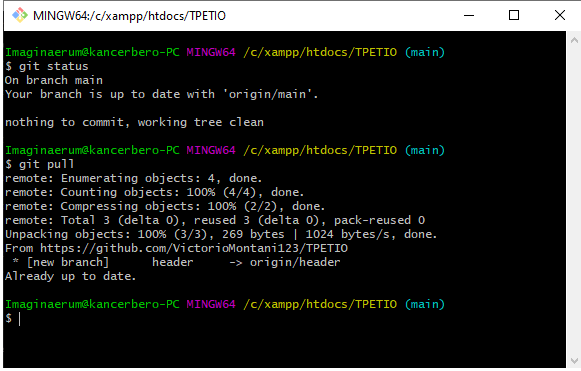 MINGW64:/c/xampp/htdocs/TPETIO
Imaginaerum@kancerbero-PC MINGW64 /c/xampp/htdocs/TPETIO (main)
$ git status
On branch main
Your branch is up to date with 'origin/main'.
nothing to commit, working tree clean
Imaginaerum@kancerbero-PC MINGW64 /c/xampp/htdocs/TPETIO (main)
$ git pull
remote: Enumerating objects: 4, done.
remote: Counting objects: 100% (4/4), done.
remote: Compressing objects: 100% (2/2), done.
remote: Total 3 (delta 0), reused 3 (delta 0), pack-reused 0
Unpacking objects: 100% (3/3), 269 bytes | 1024 bytes/s, done.
From https://github.com/VictorioMontani123/TPETIO
 * [new branch]      header     -> origin/header
Already up to date.
Imaginaerum@kancerbero-PC MINGW64 /c/xampp/htdocs/TPETIO (main)
$